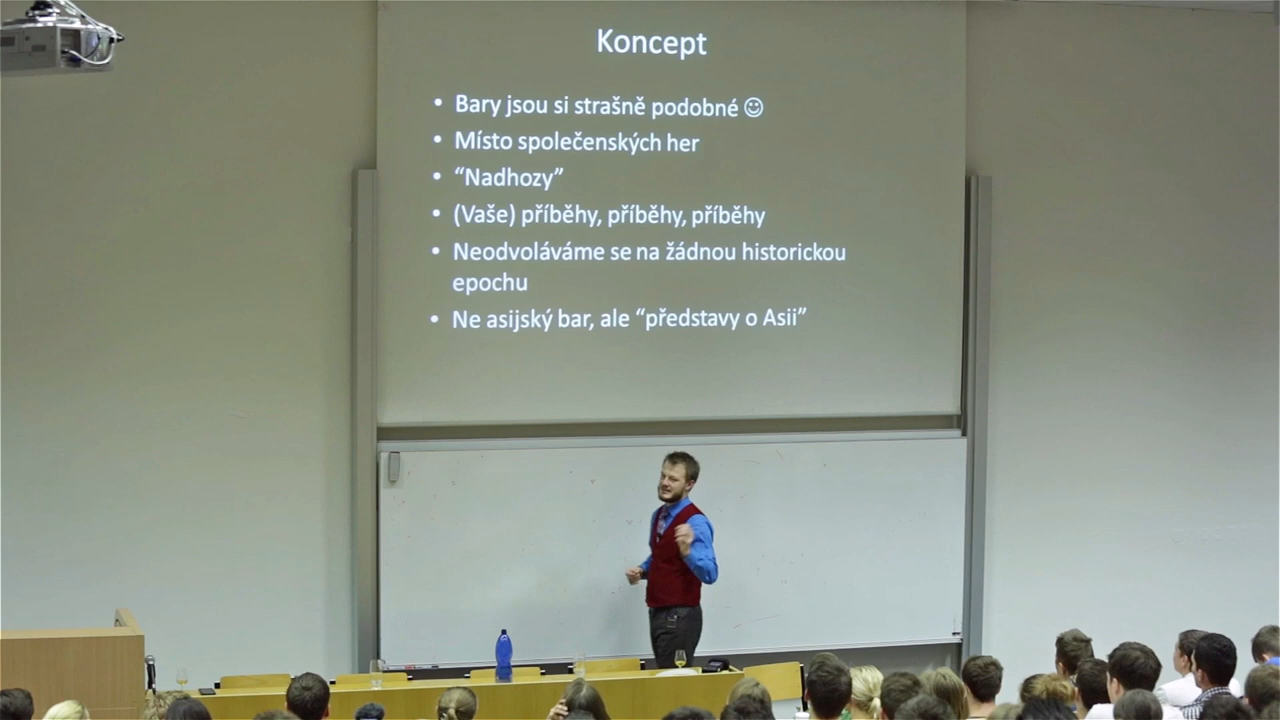 Koncept
• Bary jsou si strašně podobné ☺
• Místo společenských her
• “Nadhozy”
• (Vaše) příběhy, příběhy, příběhy
• Neodvoláváme se na žádnou historickou
epochu
• Ne asijský bar, ale “představy o Asii”